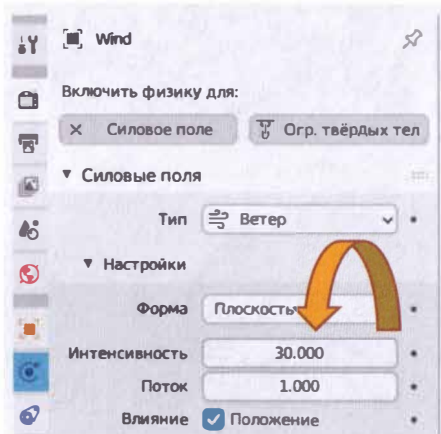 Wind
Включить физику для:
Силовое поле Огр. твёрдых тел
Силовые поля
Тип Ветер
Настройки
Форма Плоскость
Интенсивность 30.000
Поток 1.000
Влияние Положение